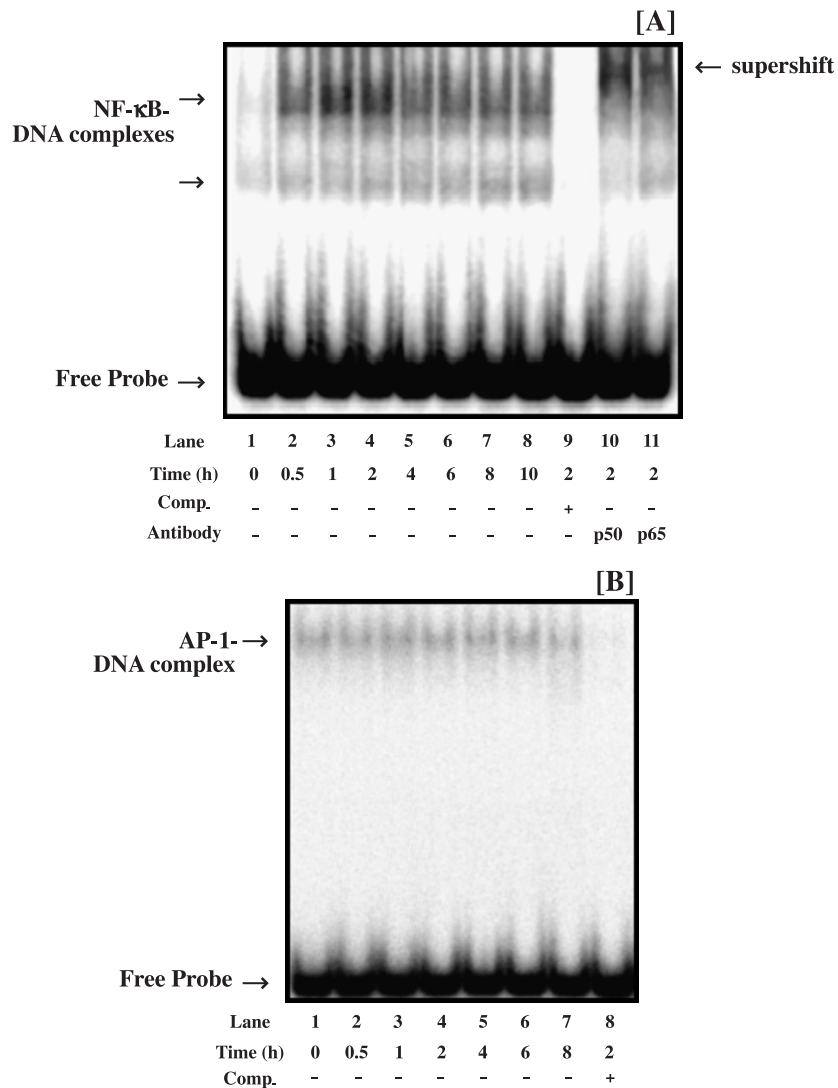 [A]
← supershift
NF-κB-
DNA complexes
→
→
Free Probe →
Lane 1 2 3 4 5 6 7 8 9 10 11
Time (h) 0 0.5 1 2 4 6 8 10 2 2 2
Comp. - - - - - - - - + - -
Antibody - - - - - - - - - p50 p65
[B]
AP-1- →
DNA complex
Free Probe →
Lane 1 2 3 4 5 6 7 8
Time (h) 0 0.5 1 2 4 6 8 2
Comp. - - - - - - - +